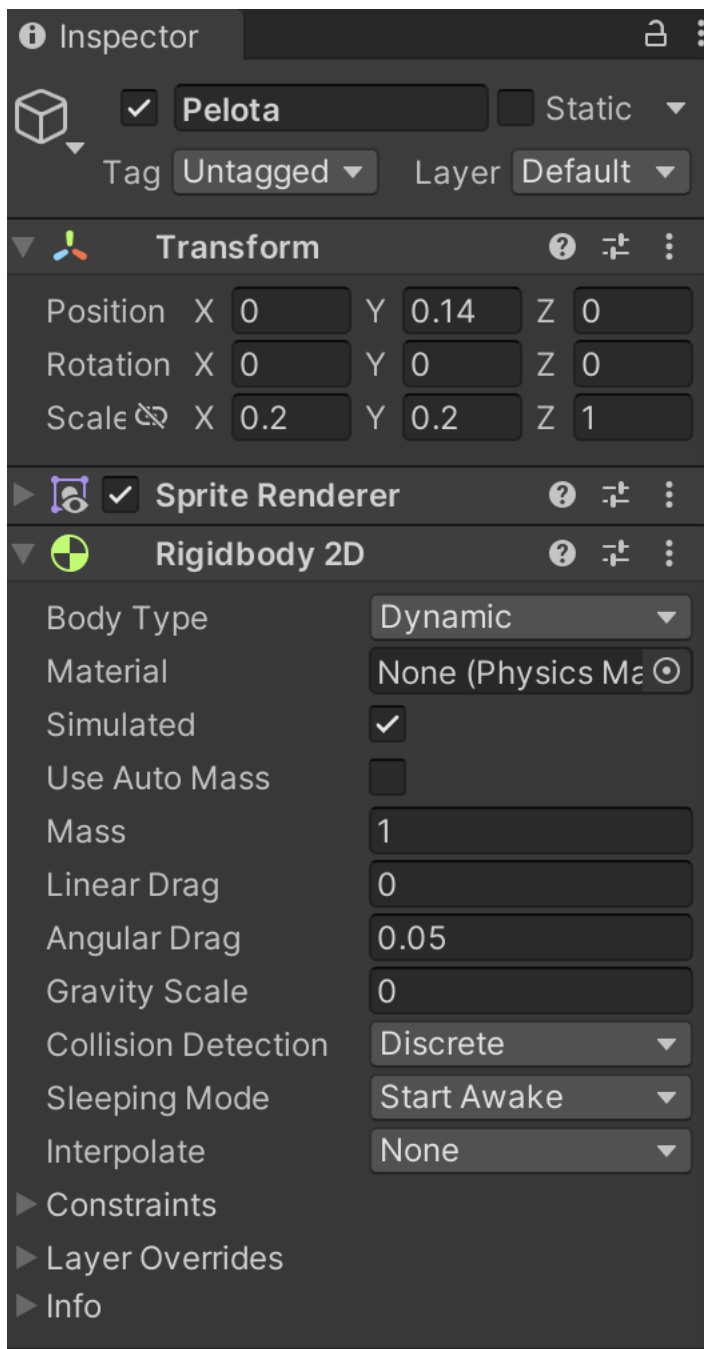 Inspector
Pelota Static
Tag Untagged Layer Default
Transform
Position X 0 Y 0.14 Z 0
Rotation X 0 Y 0 Z 0
Scale X 0.2 Y 0.2 Z 1
Sprite Renderer
Rigidbody 2D
Body Type Dynamic
Material None (Physics Ma
Simulated
Use Auto Mass
Mass 1
Linear Drag 0
Angular Drag 0.05
Gravity Scale 0
Collision Detection Discrete
Sleeping Mode Start Awake
Interpolate None
Constraints
Layer Overrides
Info